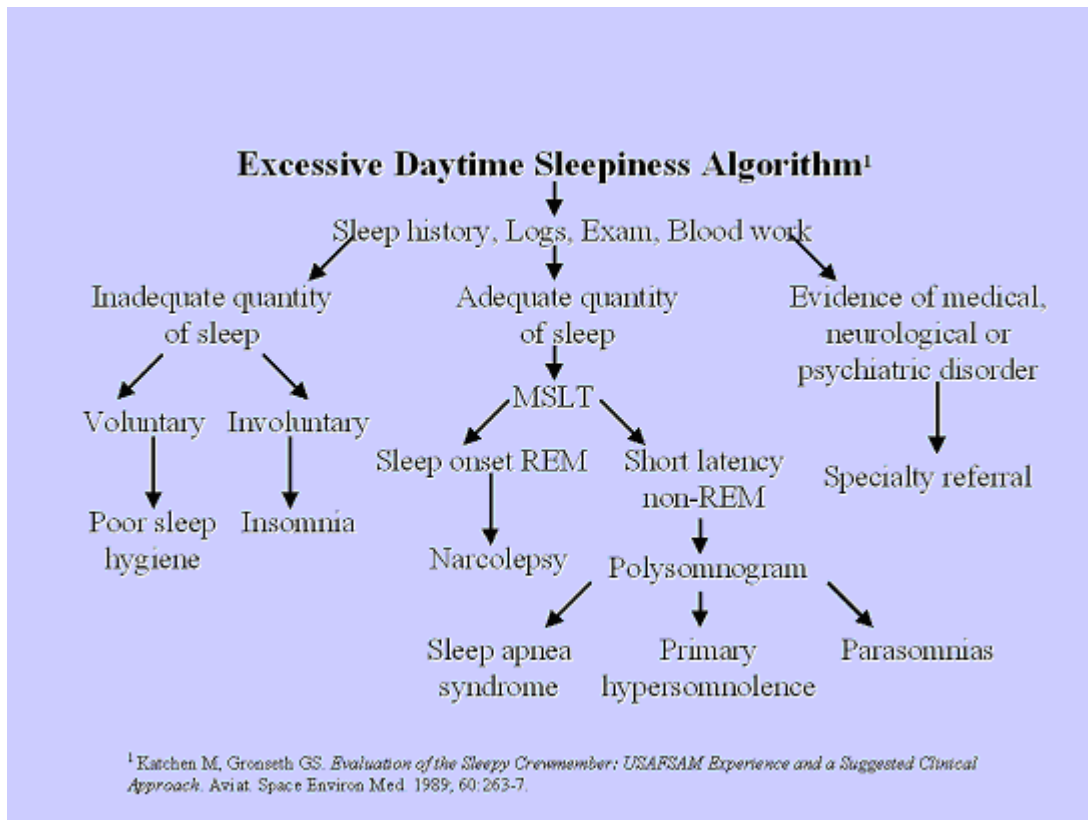 Excessive Daytime Sleepiness Algorithm¹
Sleep history, Logs, Exam, Blood work
Inadequate quantity
of sleep
Adequate quantity
of sleep
Evidence of medical,
neurological or
psychiatric disorder
Voluntary
Involuntary
MSLT
Sleep onset REM
Short latency
non-REM
Specialty referral
Poor sleep
hygiene
Insomnia
Narcolepsy
Polysomnogram
Sleep apnea
syndrome
Primary
hypersomnolence
Parasomnias
¹ Katchen M, Gronseth GS. Evaluation of the Sleepy Crewmember: USAFSAM Experience and a Suggested Clinical
Approach. Aviat. Space Environ Med. 1989; 60:263-7.